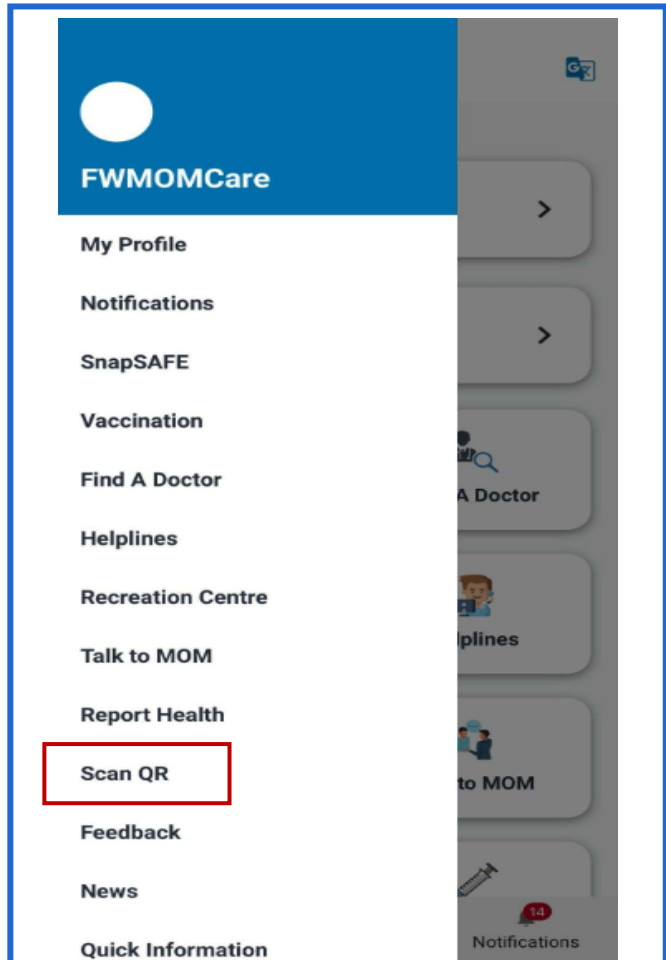 FWMOMCare
My Profile
Notifications
SnapSAFE
Vaccination
Find A Doctor
Helplines
Recreation Centre
Talk to MOM
Report Health
Scan QR
Feedback
News
Quick Information
A Doctor
lplines
to MOM
14
Notifications